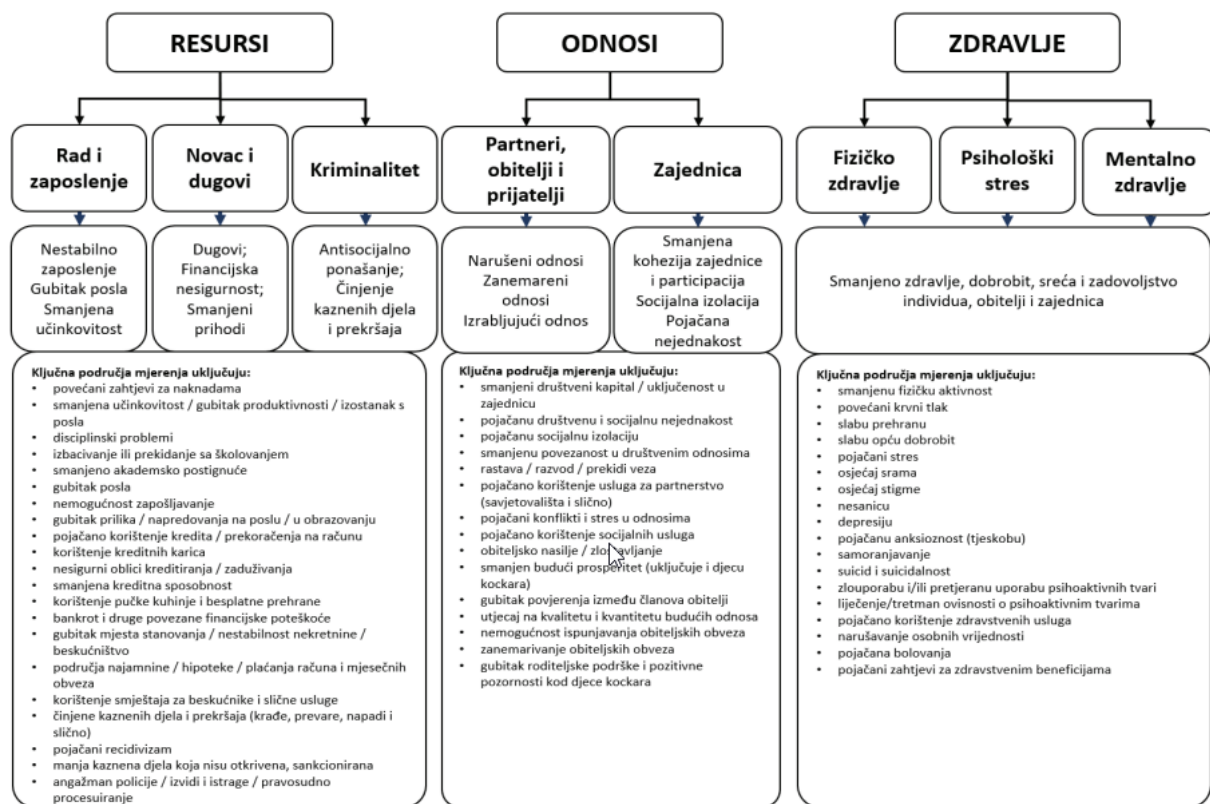 RESURSI
ODNOSI
ZDRAVLJE
Rad i
zaposlenje
Novac i
dugovi
Kriminalitet
Partneri,
obitelji i
prijatelji
Zajednica
Fizičko
zdravlje
Psihološki
stres
Mentalno
zdravlje
Nestabilno
zaposlenje
Gubitak posla
Smanjena
učinkovitost
Dugovi;
Financijska
nesigurnost;
Smanjeni
prihodi
Antisocijalno
ponašanje;
Činjenje
kaznenih djela
i prekršaja
Narušeni odnosi
Zanemareni
odnosi
Izrabljujući odnos
Smanjena
kohezija zajednice
i participacija
Socijalna izolacija
Pojačana
nejednakost
Smanjeno zdravlje, dobrobit, sreća i zadovoljstvo
individua, obitelji i zajednica
Ključna područja mjerenja uključuju:
• povećani zahtjevi za naknadama
• smanjena učinkovitost / gubitak produktivnosti / izostanak s
posla
• disciplinski problemi
• izbacivanje ili prekidanje sa školovanjem
• smanjeno akademsko postignuće
• gubitak posla
• nemogućnost zapošljavanje
• gubitak prilika / napredovanja na poslu / u obrazovanju
• pojačano korištenje kredita / prekoračenja na računu
• korištenje kreditnih karica
• nesigurni oblici kreditiranja / zaduživanja
• smanjena kreditna sposobnost
• korištenje pučke kuhinje i besplatne prehrane
• bankrot i druge povezane financijske poteškoće
• gubitak mjesta stanovanja / nestabilnost nekretnine /
beskućništvo
• područja najamnine / hipoteke / plaćanja računa i mjesečnih
obveza
• korištenje smještaja za beskućnike i slične usluge
• činjene kaznenih djela i prekršaja (krađe, prevare, napadi i
slično)
• pojačani recidivizam
• manja kaznena djela koja nisu otkrivena, sankcionirana
• angažman policije / izvidi i istrage / pravosudno
procesuiranje
Ključna područja mjerenja uključuju:
• smanjeni društveni kapital / uključenost u
zajednicu
• pojačanu društvenu i socijalnu nejednakost
• pojačanu socijalnu izolaciju
• smanjenu povezanost u društvenim odnosima
• rastava / razvod / prekidi veza
• pojačano korištenje usluga za partnerstvo
(savjetovališta i slično)
• pojačani konflikti i stres u odnosima
• pojačano korištenje socijalnih usluga
• obiteljsko nasilje / zlostavljanje
• smanjen budući prosperitet (uključuje i djecu
kockara)
• gubitak povjerenja između članova obitelji
• utjecaj na kvalitetu i kvantitetu budućih odnosa
• nemogućnost ispunjavanja obiteljskih obveza
• zanemarivanje obiteljskih obveza
• gubitak roditeljske podrške i pozitivne
pozornosti kod djece kockara
Ključna područja mjerenja uključuju:
• smanjenu fizičku aktivnost
• povećani krvni tlak
• slabu prehranu
• slabu opću dobrobit
• pojačani stres
• osjećaj srama
• osjećaj stigme
• nesanicu
• depresiju
• pojačanu anksioznost (tjeskobu)
• samoranjavanje
• suicid i suicidalnost
• zlouporabu i/ili pretjeranu uporabu psihoaktivnih tvari
• liječenje/tretman ovisnosti o psihoaktivnim tvarima
• pojačano korištenje zdravstvenih usluga
• narušavanje osobnih vrijednosti
• pojačana bolovanja
• pojačani zahtjevi za zdravstvenim beneficijama